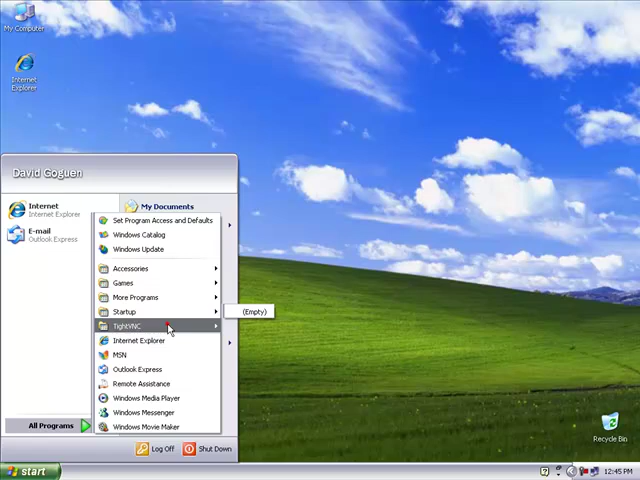 My Computer
Internet
Explorer
David Goguen
Internet
Internet Explorer
E-mail
Outlook Express
My Documents
Set Program Access and Defaults
Windows Catalog
Windows Update
Accessories
Games
More Programs
Startup
(Empty)
TightVNC
Internet Explorer
MSN
Outlook Express
Remote Assistance
Windows Media Player
Windows Messenger
Windows Movie Maker
All Programs
Log Off
Shut Down
Recycle Bin
start
12:45 PM